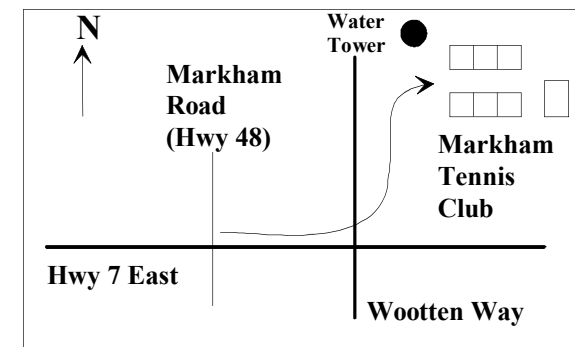 N
Water
Tower
Markham
Road
(Hwy 48)
Markham
Tennis
Club
Hwy 7 East
Wootten Way